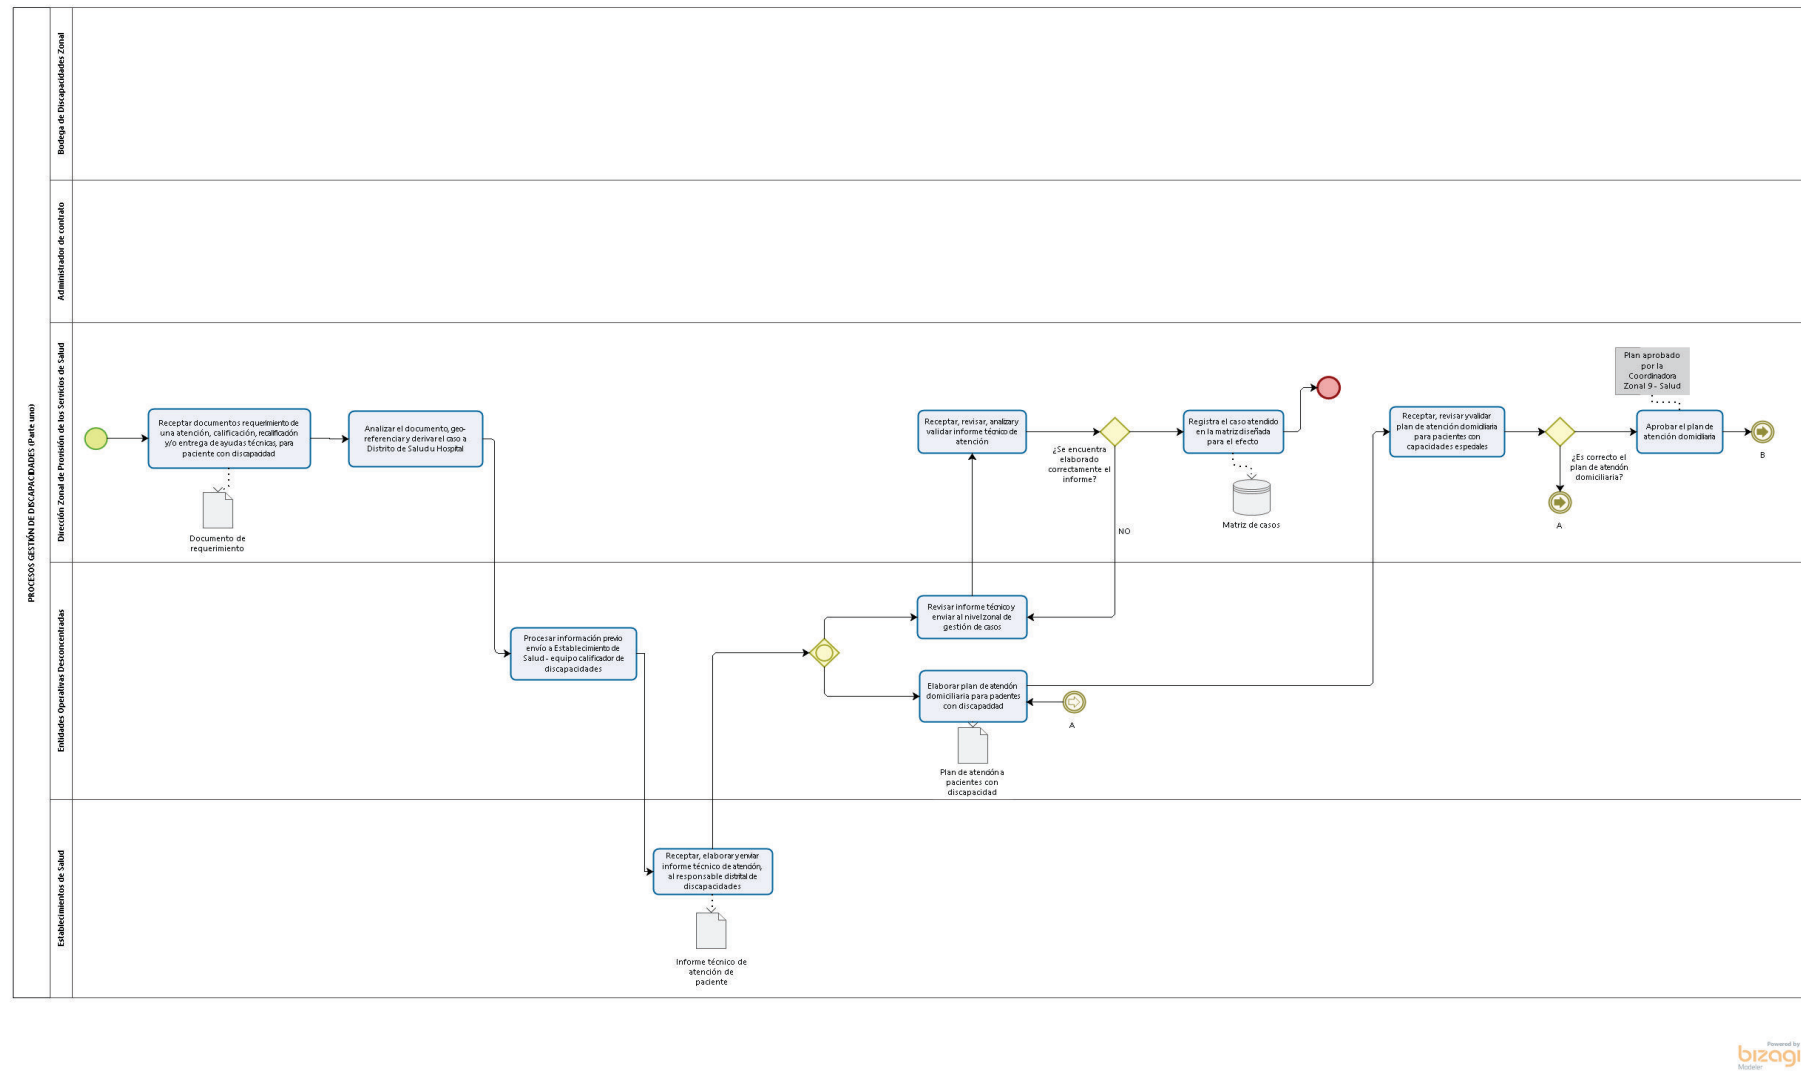 PROCESOS GESTIÓN DE DISCAPACIDADES (Parte uno)
Bodega de Discapacidades Zonal
Administrador de contrato
Dirección Zonal de Provisión de los Servicios de Salud
Entidades Operativas Desconcentradas
Establecimientos de Salud
Receptar documentos requerimiento de
una atención, calificación, recalificación
y/o entrega de ayudas técnicas, para
paciente con discapacidad
Documento de
requerimiento
Analizar el documento, geo-
referenciar y derivar el caso a
Distrito de Salud u Hospital
Procesar información previo
envío a Establecimiento de
Salud - equipo calificador de
discapacidades
Receptar, elaborar y enviar
informe técnico de atención,
al responsable distrital de
discapacidades
Informe técnico de
atención de
paciente
Revisar informe técnico y
enviar al nivel zonal de
gestión de casos
Elaborar plan de atención
domiciliaria para pacientes
con discapacidad
A
Plan de atención a
pacientes con
discapacidad
Receptar, revisar, analizar y
validar informe técnico de
atención
¿Se encuentra
elaborado
correctamente el
informe?
NO
Registra el caso atendido
en la matriz diseñada
para el efecto
Matriz de casos
Receptar, revisar y validar
plan de atención domiciliaria
para pacientes con
capacidades especiales
¿Es correcto el
plan de atención
domiciliaria?
A
Plan aprobado
por la
Coordinadora
Zonal 9 - Salud
Aprobar el plan de
atención domiciliaria
B
Powered by
bizagi
Modeler